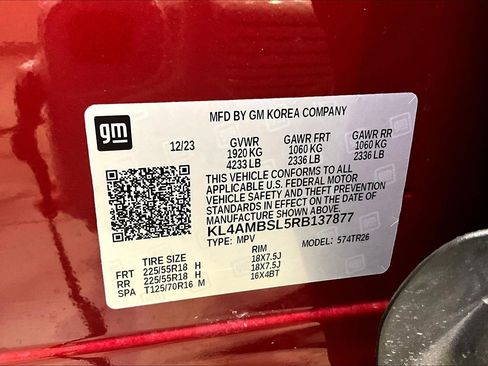 gm
MFD BY GM KOREA COMPANY
12/23 GVWR GAWR FRT GAWR RR
1920 KG 1060 KG 1060 KG
4233 LB 2336 LB 2336 LB
THIS VEHICLE CONFORMS TO ALL
APPLICABLE U.S. FEDERAL MOTOR
VEHICLE SAFETY AND THEFT PREVENTION
STANDARDS IN EFFECT ON THE DATE OF
MANUFACTURE SHOWN ABOVE.
KL4AMBSL5RB137877
TYPE: MPV MODEL: 574TR26
TIRE SIZE RIM
FRT 225/55R18 H 18X7.5J
RR 225/55R18 H 18X7.5J
SPA T125/70R16 M 16X4BT